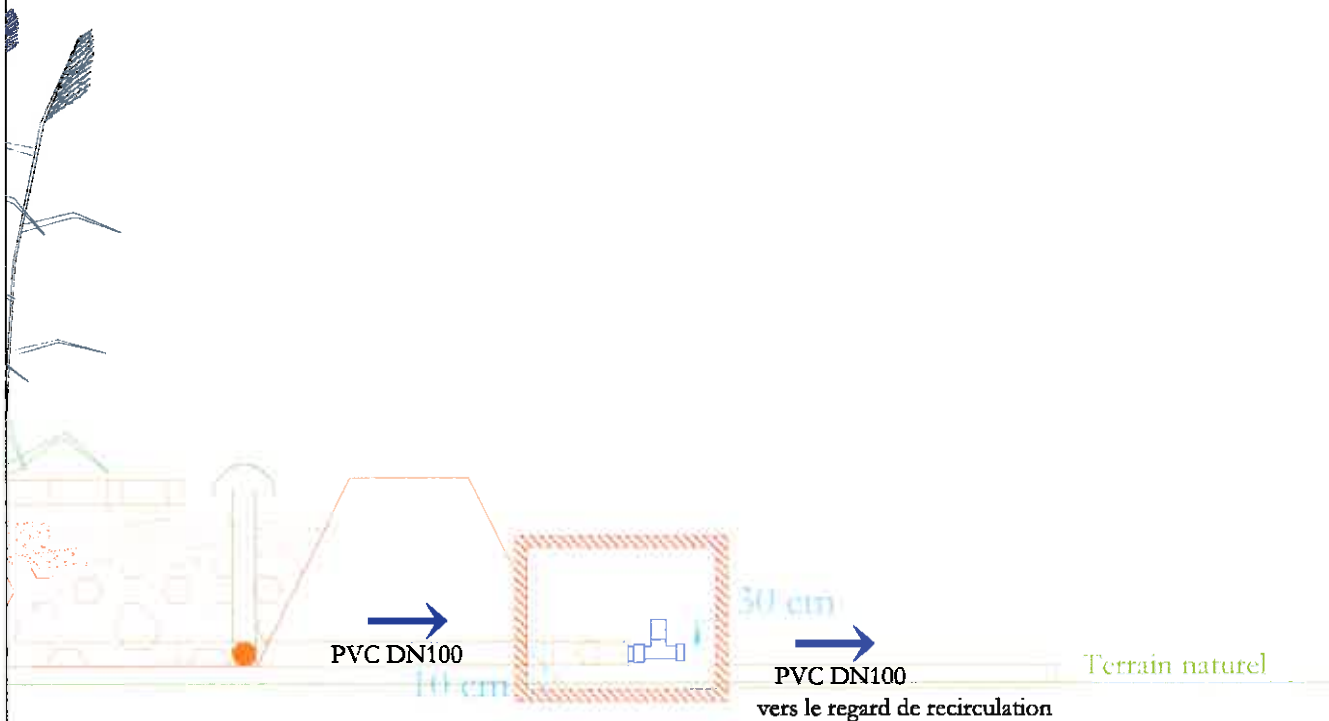 30 cm
PVC DN100
10 cm
PVC DN100
Terrain naturel
vers le regard de recirculation